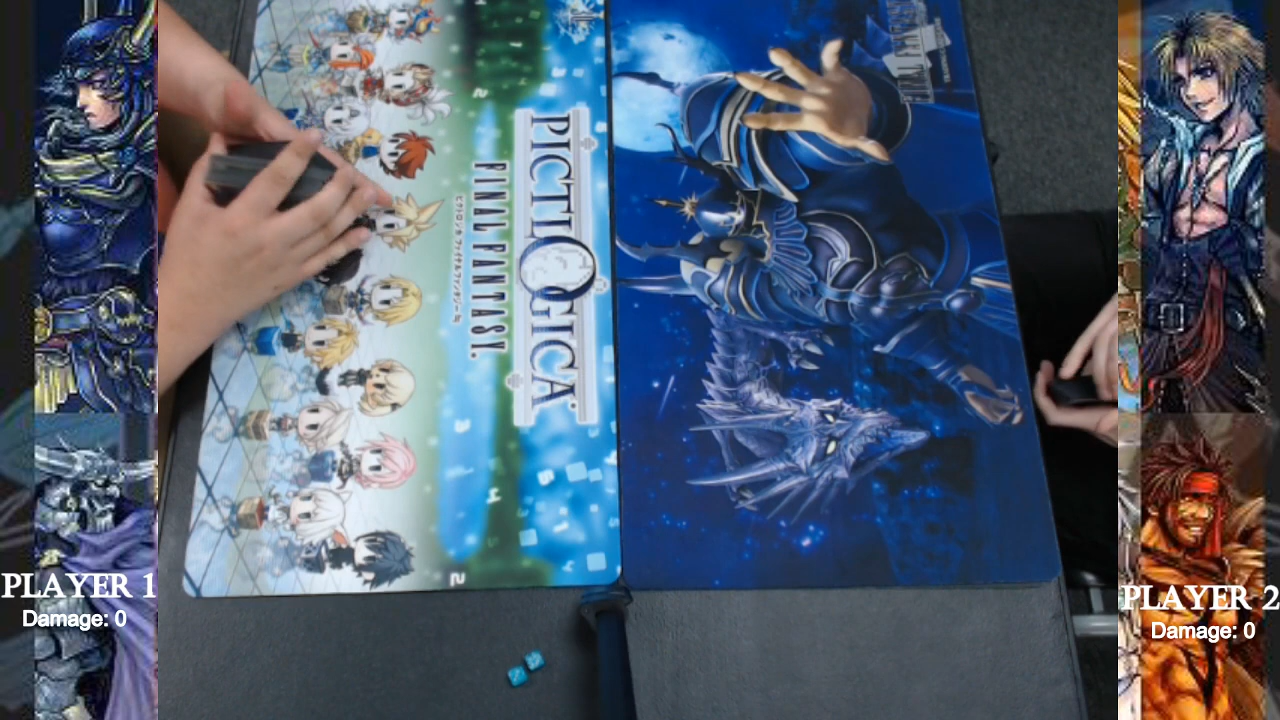 PICTLOGICA
FINAL FANTASY.
PLAYER 1
Damage: 0
PLAYER 2
Damage: 0